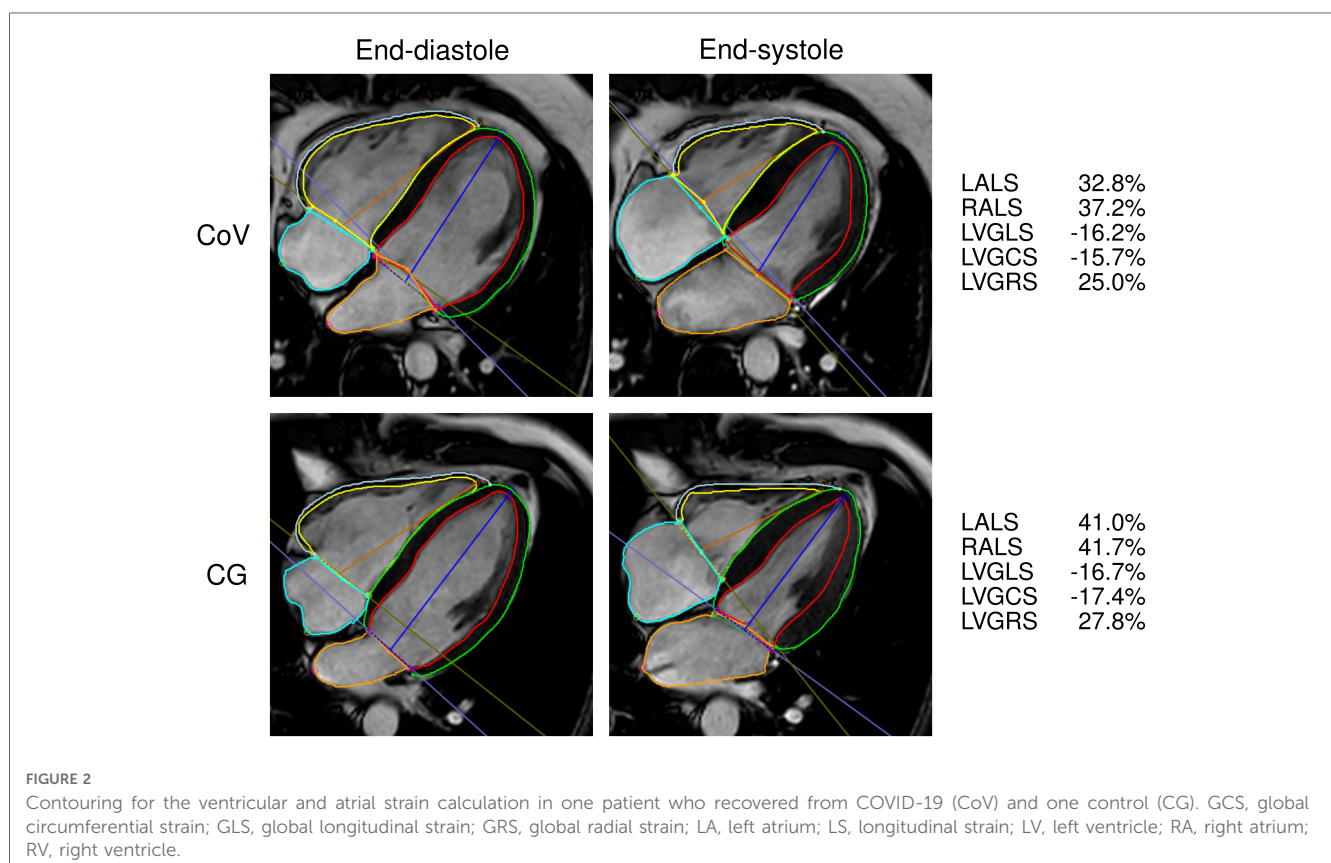 End-diastole
End-systole
CoV
LALS 32.8%
RALS 37.2%
LVGLS -16.2%
LVGCS -15.7%
LVGRS 25.0%
CG
LALS 41.0%
RALS 41.7%
LVGLS -16.7%
LVGCS -17.4%
LVGRS 27.8%
FIGURE 2
Contouring for the ventricular and atrial strain calculation in one patient who recovered from COVID-19 (CoV) and one control (CG). GCS, global
circumferential strain; GLS, global longitudinal strain; GRS, global radial strain; LA, left atrium; LS, longitudinal strain; LV, left ventricle; RA, right atrium;
RV, right ventricle.